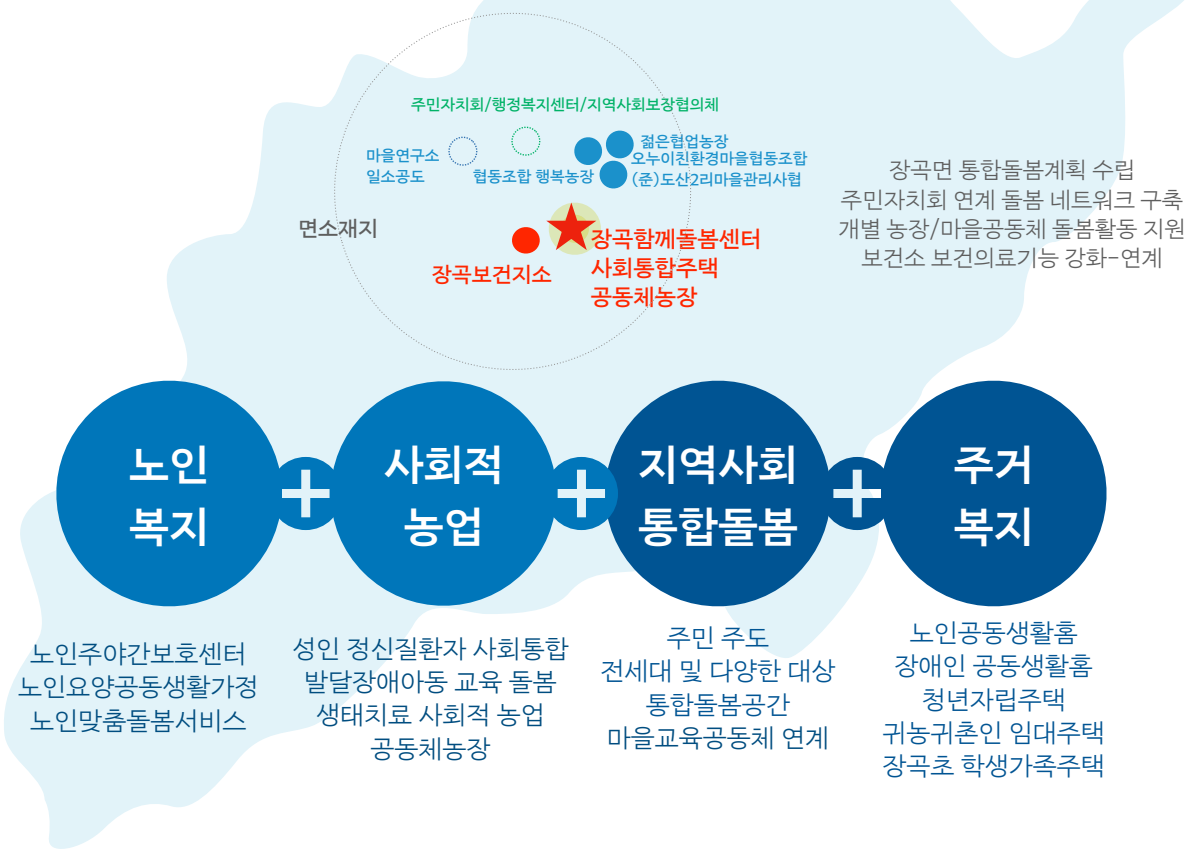 주민자치회/행정복지센터/지역사회보장협의체
마을연구소
일소공도
협동조합 행복농장
젊은협업농장
오누이친환경마을협동조합
(준)도산2리마을관리사협
면소재지
장곡보건지소
장곡함께돌봄센터
사회통합주택
공동체농장
장곡면 통합돌봄계획 수립
주민자치회 연계 돌봄 네트워크 구축
개별 농장/마을공동체 돌봄활동 지원
보건소 보건의료기능 강화-연계
노인
복지
+
사회적
농업
+
지역사회
통합돌봄
+
주거
복지
노인주야간보호센터
노인요양공동생활가정
노인맞춤돌봄서비스
성인 정신질환자 사회통합
발달장애아동 교육 돌봄
생태치료 사회적 농업
공동체농장
주민 주도
전세대 및 다양한 대상
통합돌봄공간
마을교육공동체 연계
노인공동생활홈
장애인 공동생활홈
청년자립주택
귀농귀촌인 임대주택
장곡초 학생가족주택